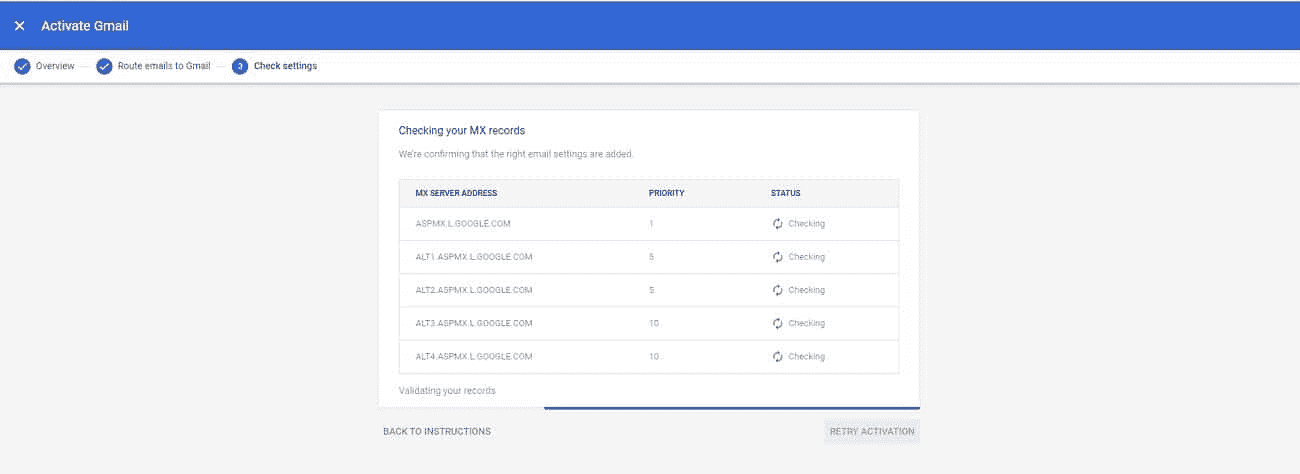 Activate Gmail
Overview
Route emails to Gmail
3 Check settings
Checking your MX records
We're confirming that the right email settings are added.
MX SERVER ADDRESS PRIORITY STATUS
ASPMX.L.GOOGLE.COM 1 Checking
ALT1.ASPMX.L.GOOGLE.COM 5 Checking
ALT2.ASPMX.L.GOOGLE.COM 5 Checking
ALT3.ASPMX.L.GOOGLE.COM 10 Checking
ALT4.ASPMX.L.GOOGLE.COM 10 Checking
Validating your records
BACK TO INSTRUCTIONS RETRY ACTIVATION